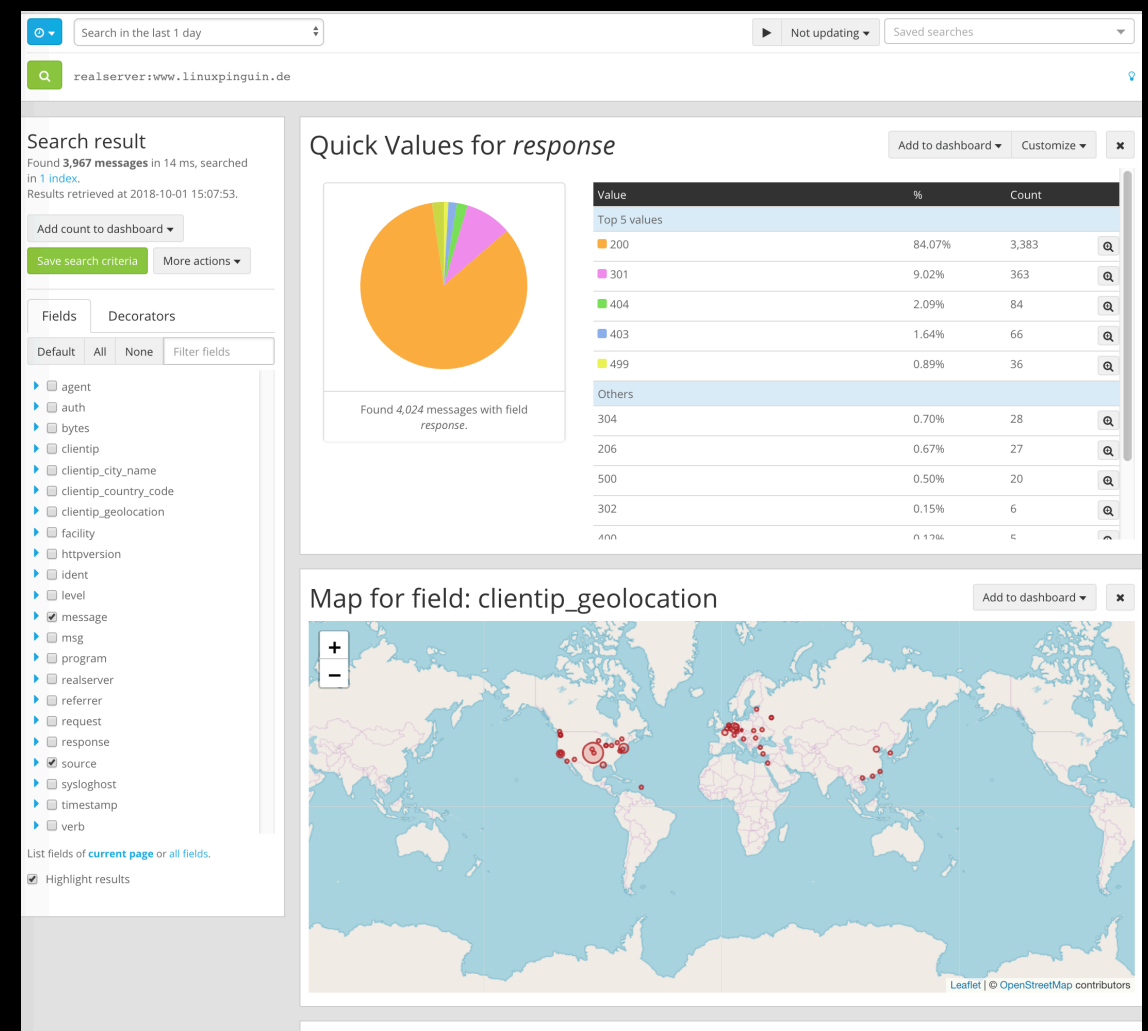 Search in the last 1 day
Not updating
Saved searches
realserver:www.linuxpinguin.de
Search result
Found 3,967 messages in 14 ms, searched
in 1 index.
Results retrieved at 2018-10-01 15:07:53.
Add count to dashboard
Save search criteria
More actions
Fields
Decorators
Default
All
None
Filter fields
agent
auth
bytes
clientip
clientip_city_name
clientip_country_code
clientip_geolocation
facility
httpversion
ident
level
message
msg
program
realserver
referrer
request
response
source
sysloghost
timestamp
verb
List fields of current page or all fields.
Highlight results
Quick Values for response
Add to dashboard
Customize
Found 4,024 messages with field
response.
Value % Count
Top 5 values
200 84.07% 3,383
301 9.02% 363
404 2.09% 84
403 1.64% 66
499 0.89% 36
Others
304 0.70% 28
206 0.67% 27
500 0.50% 20
302 0.15% 6
400 0.12% 5
Map for field: clientip_geolocation
Add to dashboard
+
−
Leaflet | © OpenStreetMap contributors